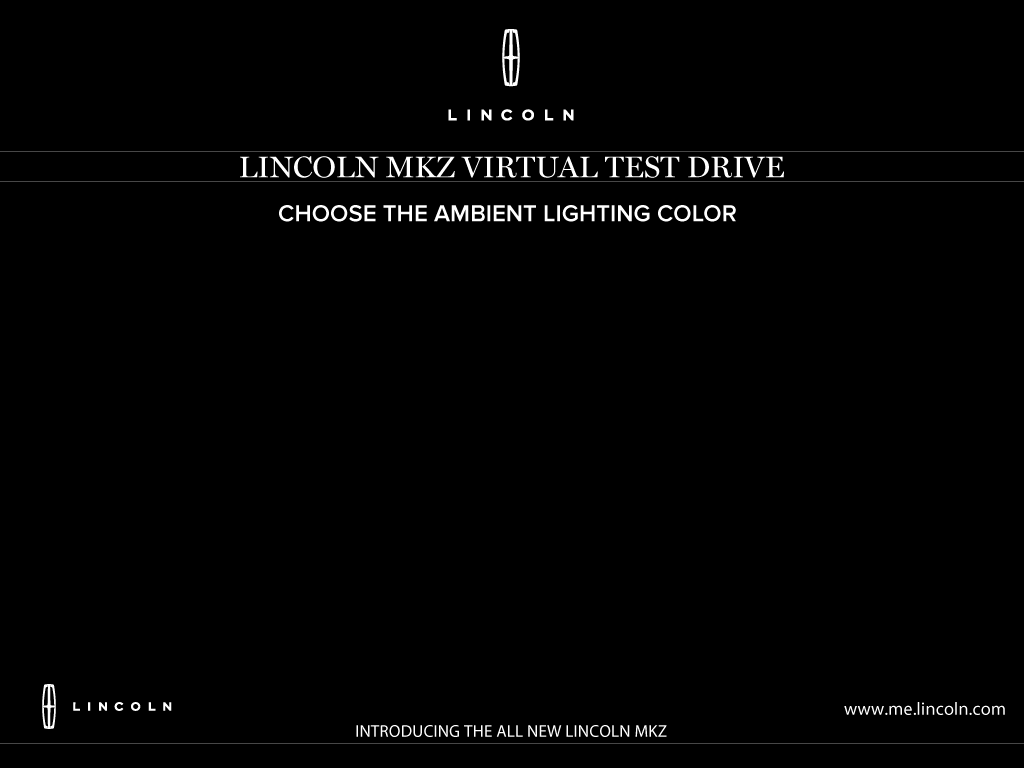 LINCOLN
LINCOLN MKZ VIRTUAL TEST DRIVE
CHOOSE THE AMBIENT LIGHTING COLOR
LINCOLN
www.me.lincoln.com
INTRODUCING THE ALL NEW LINCOLN MKZ